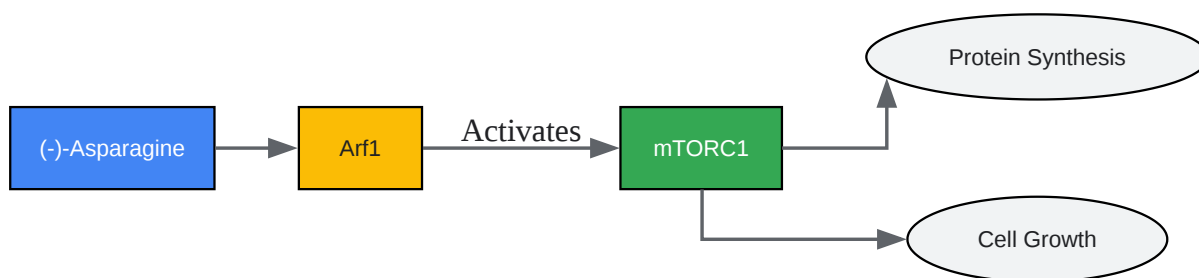 Protein Synthesis
(-)-Asparagine
Arf1
Activates
mTORC1
Cell Growth